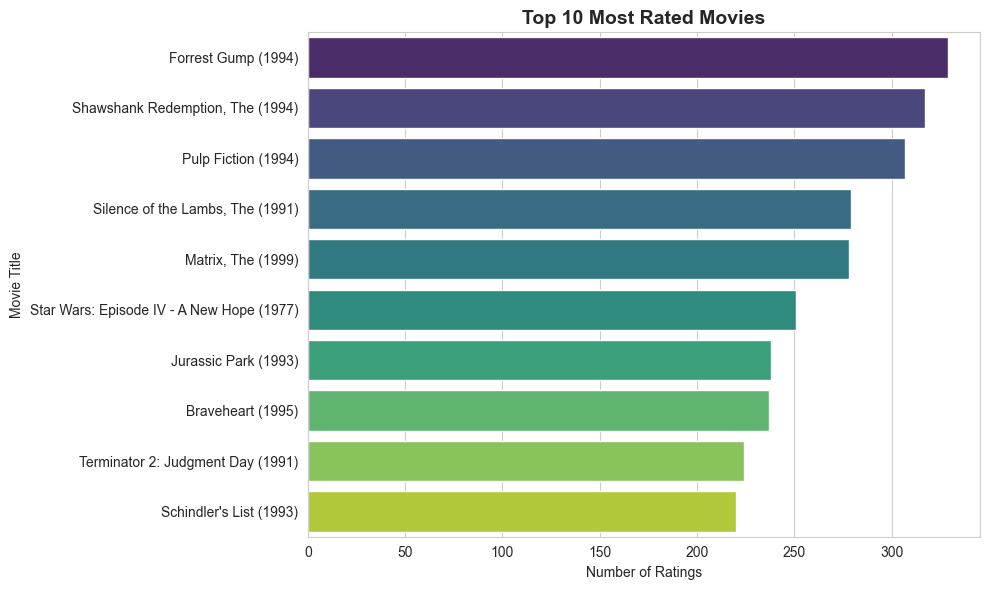 Top 10 Most Rated Movies
Movie Title
Forrest Gump (1994)
Shawshank Redemption, The (1994)
Pulp Fiction (1994)
Silence of the Lambs, The (1991)
Matrix, The (1999)
Star Wars: Episode IV - A New Hope (1977)
Jurassic Park (1993)
Braveheart (1995)
Terminator 2: Judgment Day (1991)
Schindler's List (1993)
0 50 100 150 200 250 300
Number of Ratings